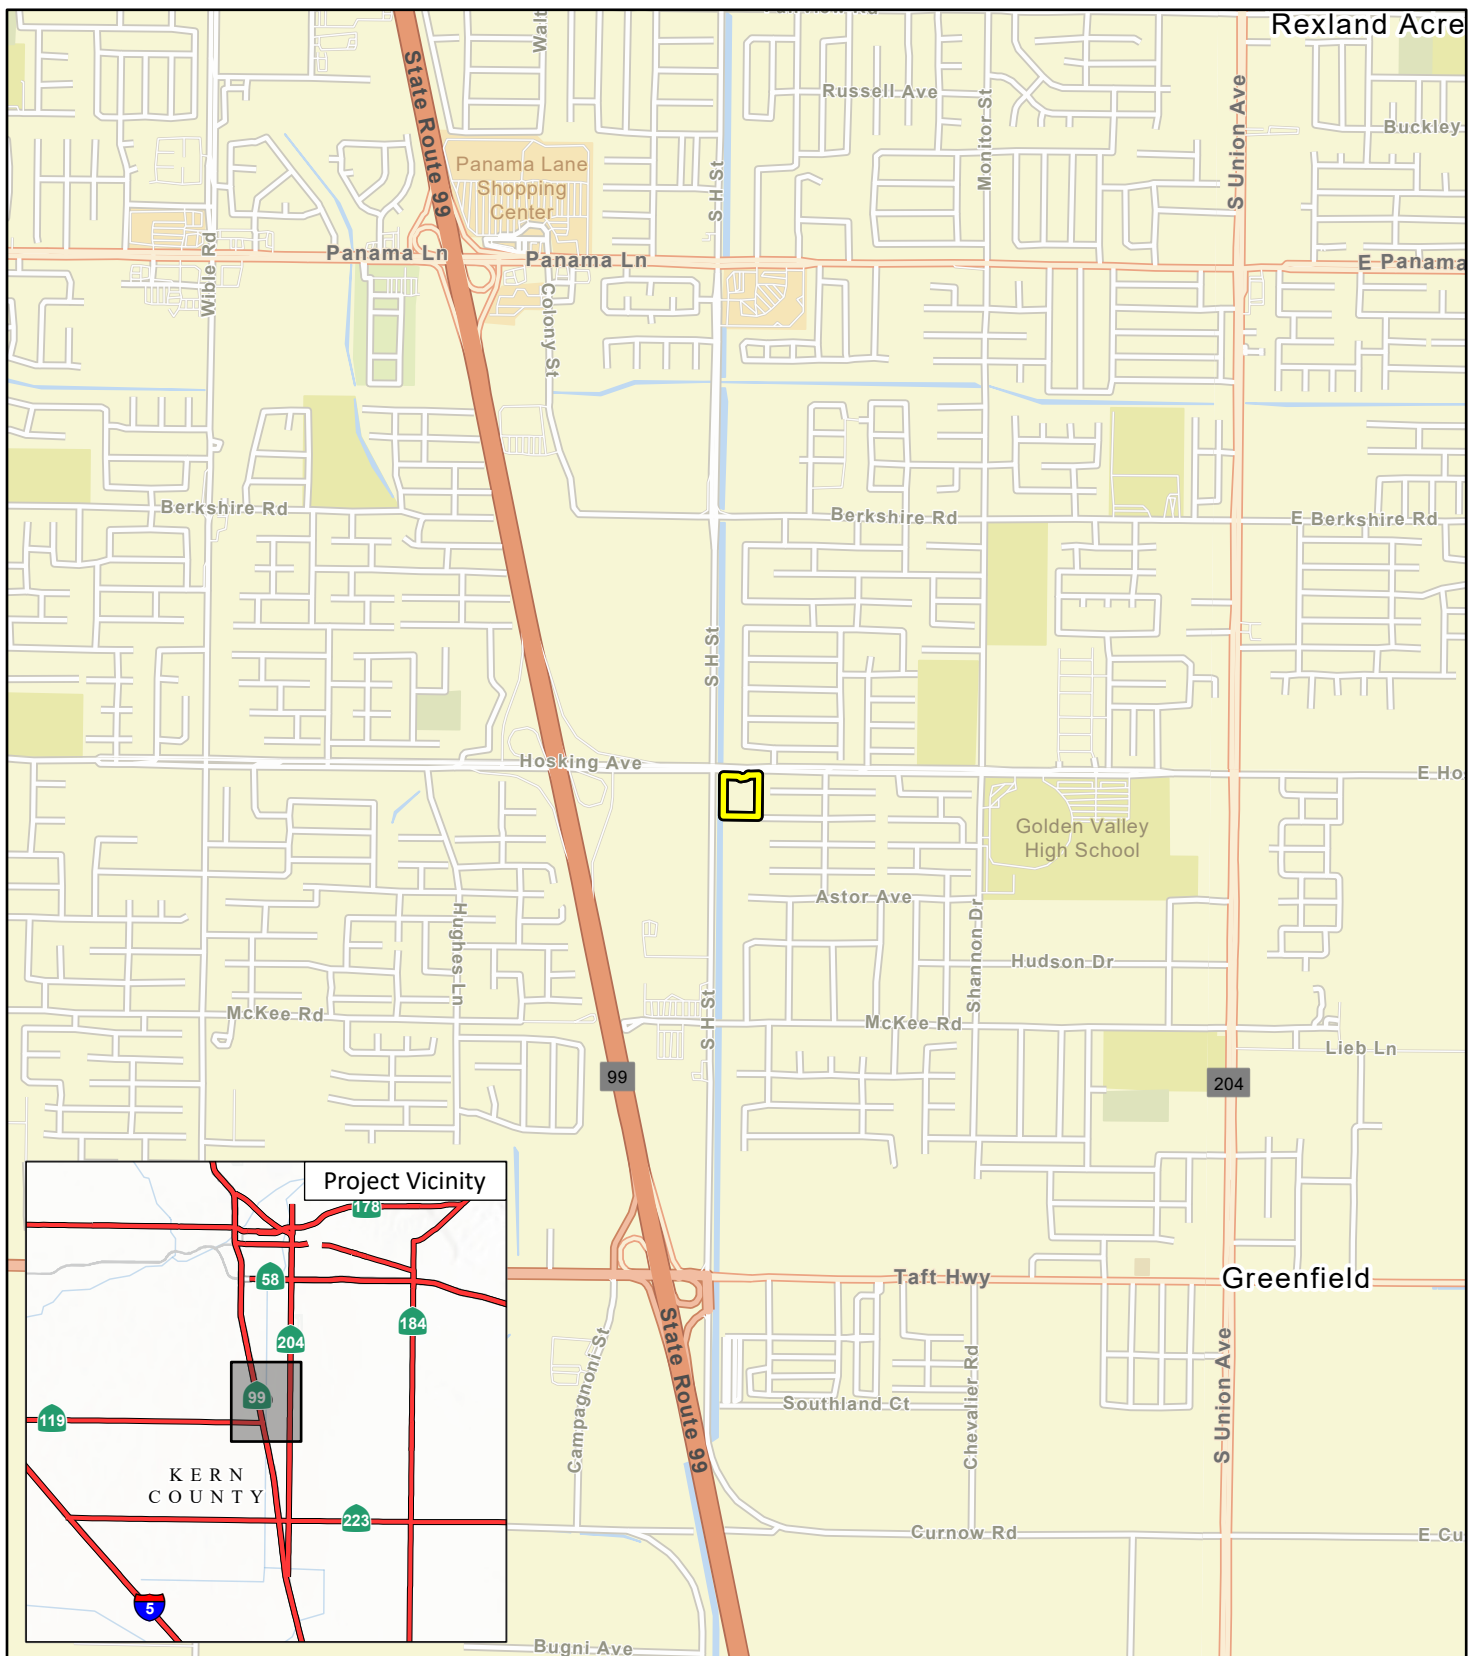 Rexland Acre
State Route 99
Russell Ave
Monitor St
S Union Ave
Buckley
Panama Lane
Shopping
Center
S H St
Wible Rd
Panama Ln
Panama Ln
E Panama
Colony St
Berkshire Rd
Berkshire Rd
E Berkshire Rd
S H St
Hosking Ave
E Ho
Golden Valley
High School
Astor Ave
Hughes Ln
Shannon Dr
Hudson Dr
S H St
McKee Rd
McKee Rd
Lieb Ln
99
204
Project Vicinity
178
58
204
184
99
119
KERN
COUNTY
223
5
Taft Hwy
Greenfield
State Route 99
Campagnoni St
Southland Ct
Chevalier Rd
S Union Ave
Curnow Rd
E Cu
Bugni Ave